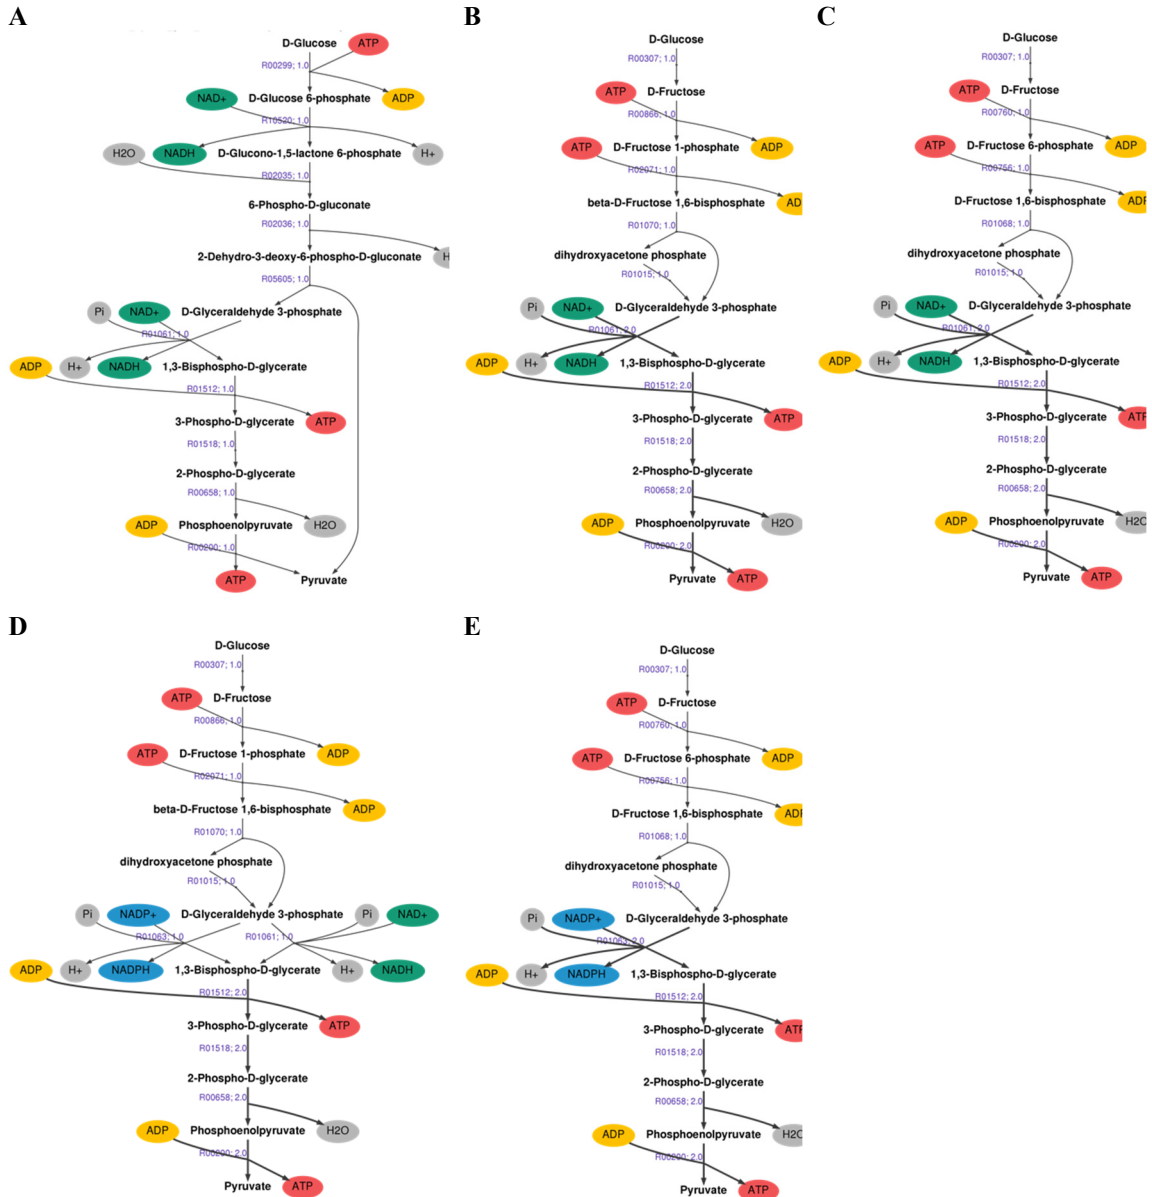 A
D-Glucose
ATP
R00299; 1.0
NAD+
D-Glucose 6-phosphate
ADP
R10520; 1.0
H2O
NADH
D-Glucono-1,5-lactone 6-phosphate
H+
R02035; 1.0
6-Phospho-D-gluconate
R02036; 1.0
2-Dehydro-3-deoxy-6-phospho-D-gluconate
H
R05605; 1.0
Pi
NAD+
D-Glyceraldehyde 3-phosphate
R01061; 1.0
ADP
H+
NADH
1,3-Bisphospho-D-glycerate
R01512; 1.0
3-Phospho-D-glycerate
ATP
R01518; 1.0
2-Phospho-D-glycerate
R00658; 1.0
ADP
Phosphoenolpyruvate
H2O
R00200; 1.0
ATP
Pyruvate
B
D-Glucose
R00307; 1.0
ATP
D-Fructose
R00866; 1.0
ATP
D-Fructose 1-phosphate
ADP
R02071; 1.0
beta-D-Fructose 1,6-bisphosphate
AD
R01070; 1.0
dihydroxyacetone phosphate
R01015; 1.0
Pi
NAD+
D-Glyceraldehyde 3-phosphate
R01061; 2.0
ADP
H+
NADH
1,3-Bisphospho-D-glycerate
R01512; 2.0
3-Phospho-D-glycerate
ATP
R01518; 2.0
2-Phospho-D-glycerate
R00658; 2.0
ADP
Phosphoenolpyruvate
H2O
R00200; 2.0
Pyruvate
ATP
C
D-Glucose
R00307; 1.0
ATP
D-Fructose
R00760; 1.0
ATP
D-Fructose 6-phosphate
ADP
R00756; 1.0
D-Fructose 1,6-bisphosphate
ADP
R01068; 1.0
dihydroxyacetone phosphate
R01015; 1.0
Pi
NAD+
D-Glyceraldehyde 3-phosphate
R01061; 2.0
ADP
H+
NADH
1,3-Bisphospho-D-glycerate
R01512; 2.0
3-Phospho-D-glycerate
ATP
R01518; 2.0
2-Phospho-D-glycerate
R00658; 2.0
ADP
Phosphoenolpyruvate
H2O
R00200; 2.0
Pyruvate
ATP
D
D-Glucose
R00307; 1.0
ATP
D-Fructose
R00866; 1.0
ATP
D-Fructose 1-phosphate
ADP
R02071; 1.0
beta-D-Fructose 1,6-bisphosphate
ADP
R01070; 1.0
dihydroxyacetone phosphate
R01015; 1.0
Pi
NADP+
D-Glyceraldehyde 3-phosphate
Pi
NAD+
R01063; 1.0
R01061; 1.0
ADP
H+
NADPH
1,3-Bisphospho-D-glycerate
H+
NADH
R01512; 2.0
3-Phospho-D-glycerate
ATP
R01518; 2.0
2-Phospho-D-glycerate
R00658; 2.0
ADP
Phosphoenolpyruvate
H2O
R00200; 2.0
Pyruvate
ATP
E
D-Glucose
R00307; 1.0
ATP
D-Fructose
R00760; 1.0
ATP
D-Fructose 6-phosphate
ADP
R00756; 1.0
D-Fructose 1,6-bisphosphate
ADP
R01068; 1.0
dihydroxyacetone phosphate
R01015; 1.0
Pi
NADP+
D-Glyceraldehyde 3-phosphate
R01063; 2.0
ADP
H+
NADPH
1,3-Bisphospho-D-glycerate
R01512; 2.0
3-Phospho-D-glycerate
ATP
R01518; 2.0
2-Phospho-D-glycerate
R00658; 2.0
ADP
Phosphoenolpyruvate
H2O
R00200; 2.0
Pyruvate
ATP